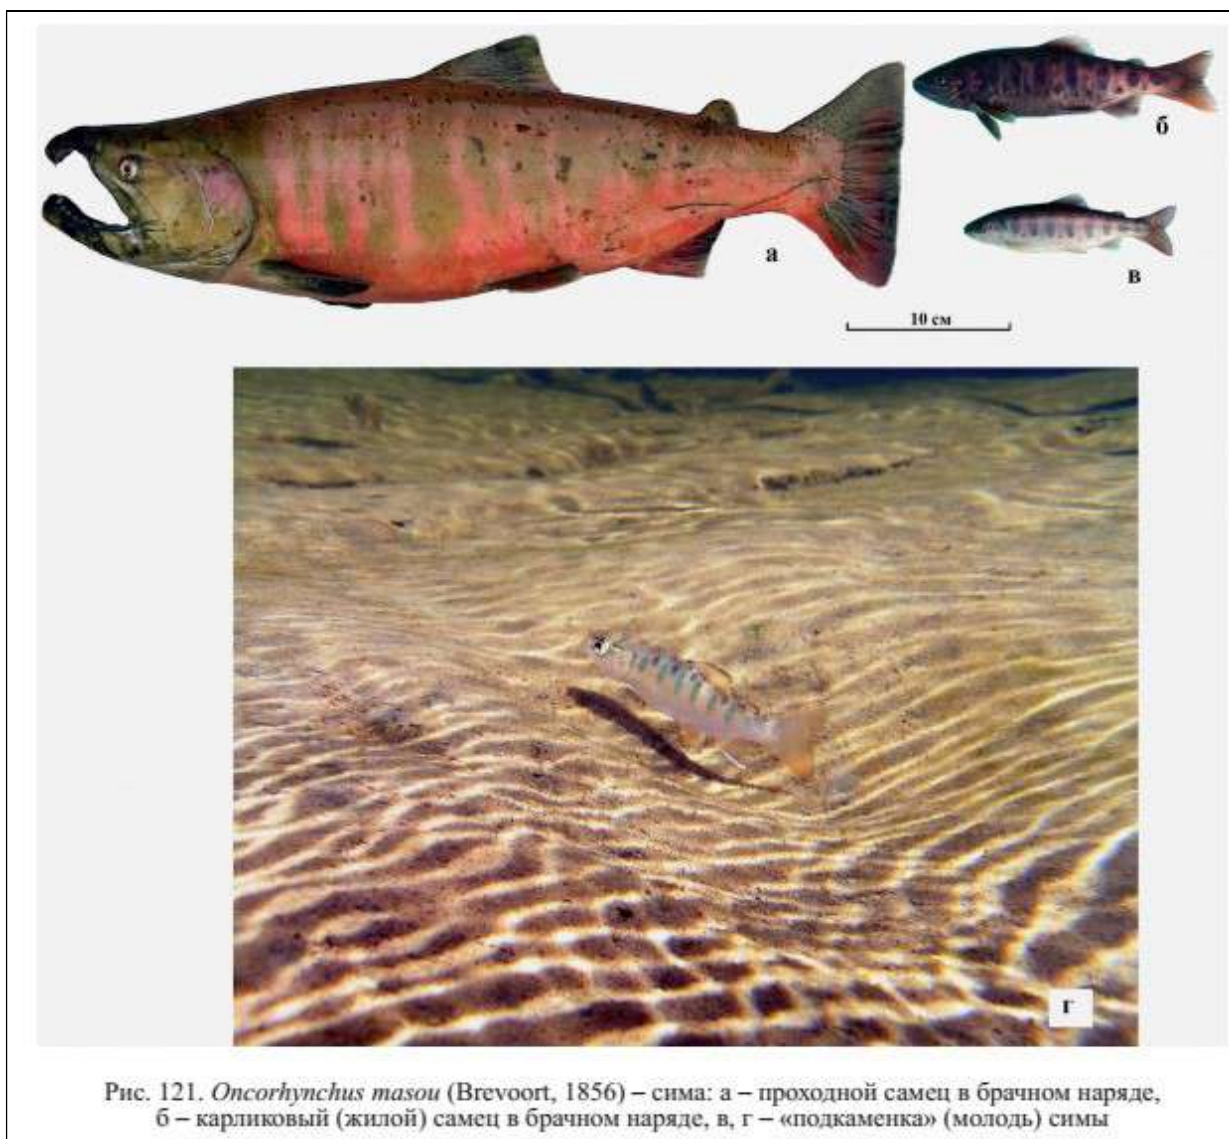 б
а
в
10 см
г
Рис. 121. Oncorhynchus masou (Brevoort, 1856) – сима: а – проходной самец в брачном наряде,
б – карликовый (жилой) самец в брачном наряде, в, г – «подкаменка» (молодь) симы